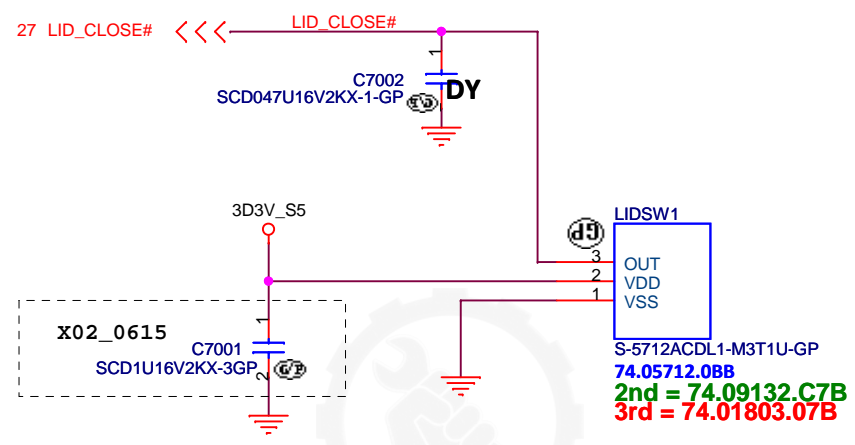 27 LID_CLOSE#
LID_CLOSE#
1
C7002
SCD047U16V2KX-1-GP
DY
3D3V_S5
LIDSW1
GP
3
OUT
2
VDD
1
VSS
X02_0615
1
C7001
SCD1U16V2KX-3GP
G/P
2
S-5712ACDL1-M3T1U-GP
74.05712.0BB
2nd = 74.09132.C7B
3rd = 74.01803.07B